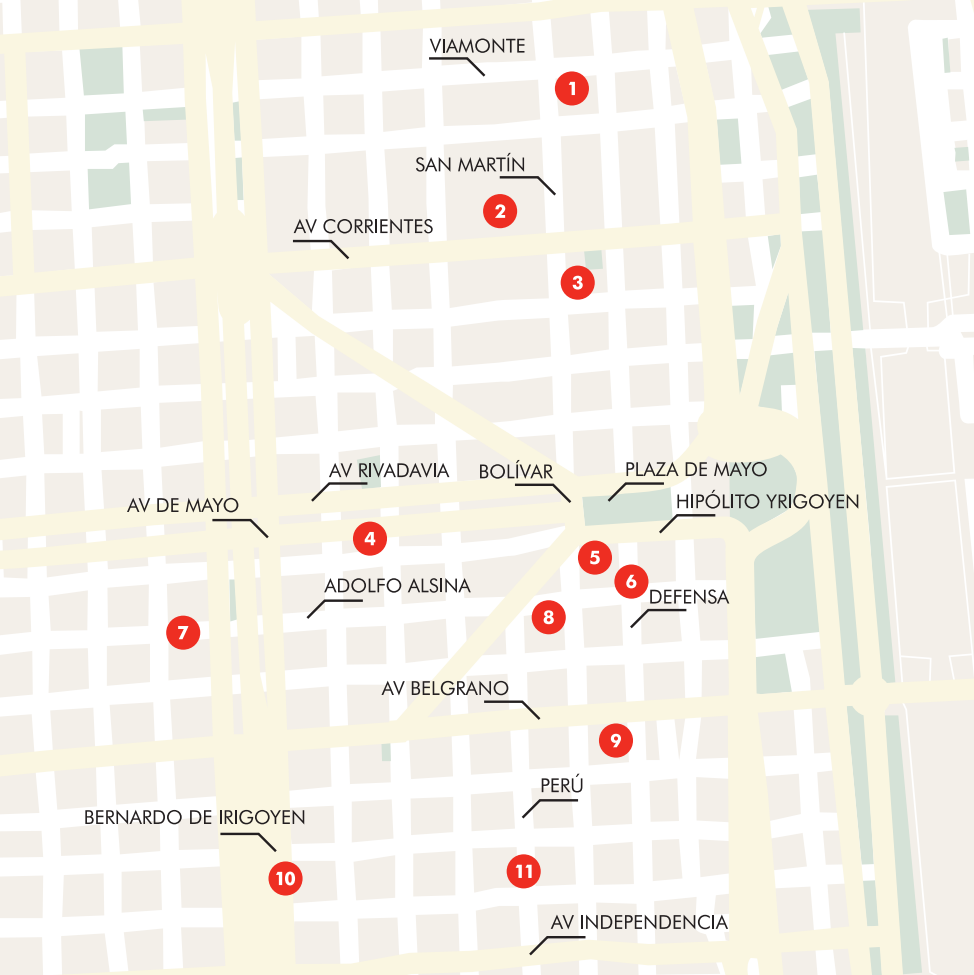 VIAMONTE
1
SAN MARTÍN
2
AV CORRIENTES
3
AV RIVADAVIA
BOLÍVAR
PLAZA DE MAYO
AV DE MAYO
HIPÓLITO YRIGOYEN
4
5
6
ADOLFO ALSINA
DEFENSA
7
8
AV BELGRANO
9
PERÚ
BERNARDO DE IRIGOYEN
10
11
AV INDEPENDENCIA